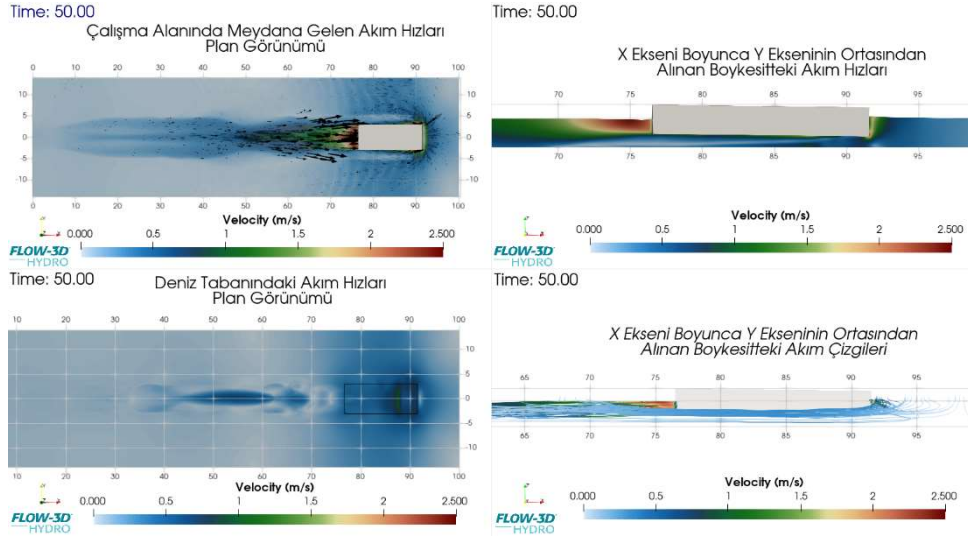 Time: 50.00
Çalışma Alanında Meydana Gelen Akım Hızları
Plan Görünümü
0 10 20 30 40 50 60 70 80 90 100
10 10
5 5
0 0
-5 -5
-10 -10
0 10 20 30 40 50 60 70 80 90 100
Velocity (m/s)
0.000 0.5 1 1.5 2 2.500
FLOW-3D
HYDRO
Time: 50.00
X Ekseni Boyunca Y Ekseninin Ortasından
Alınan Boykesitteki Akım Hızları
70 75 80 85 90 95
0 0
70 75 80 85 90 95
Velocity (m/s)
0.000 0.5 1 1.5 2 2.500
FLOW-3D
HYDRO
Time: 50.00
Deniz Tabanındaki Akım Hızları
Plan Görünümü
10 20 30 40 50 60 70 80 90 100
10
5
0
-5
-10
10 20 30 40 50 60 70 80 90 100
Velocity (m/s)
0.000 0.5 1 1.5 2 2.500
FLOW-3D
HYDRO
Time: 50.00
X Ekseni Boyunca Y Ekseninin Ortasından
Alınan Boykesitteki Akım Çizgileri
65 70 75 80 85 90 95
0
65 70 75 80 85 90 95
Velocity (m/s)
0.000 0.5 1 1.5 2 2.500
FLOW-3D
HYDRO